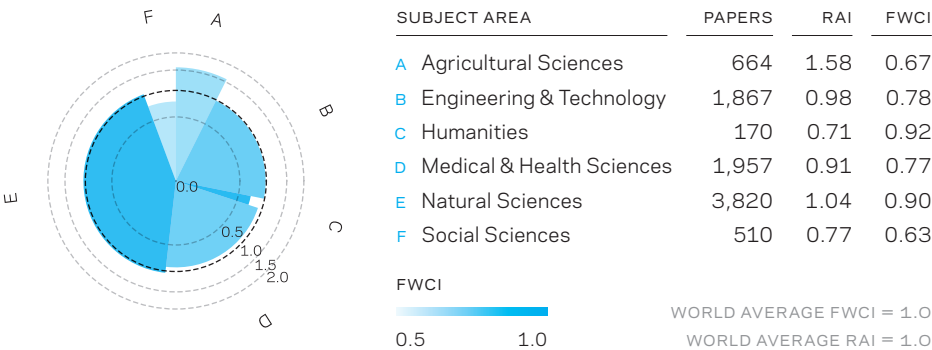 F A
B
E
C
D
0.0
0.5
1.0
1.5
2.0
SUBJECT AREA PAPERS RAI FWCI
A Agricultural Sciences 664 1.58 0.67
B Engineering & Technology 1,867 0.98 0.78
C Humanities 170 0.71 0.92
D Medical & Health Sciences 1,957 0.91 0.77
E Natural Sciences 3,820 1.04 0.90
F Social Sciences 510 0.77 0.63
FWCI
0.5 1.0
WORLD AVERAGE FWCI = 1.0
WORLD AVERAGE RAI = 1.0